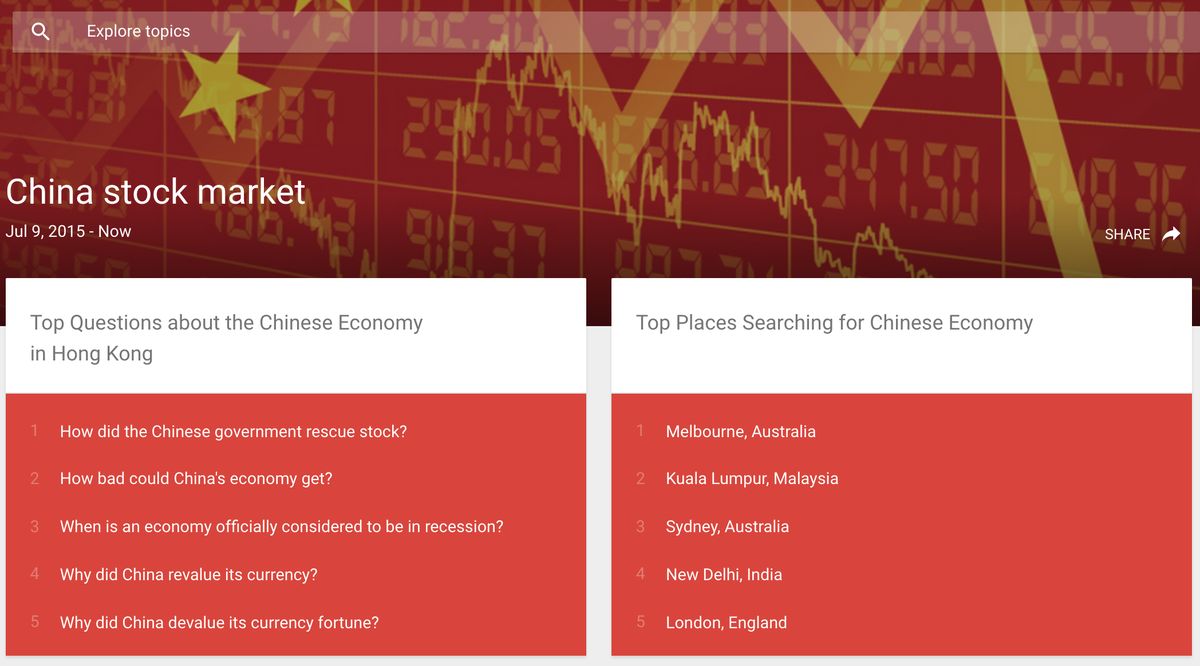 Explore topics
China stock market
Jul 9, 2015 - Now
SHARE
Top Questions about the Chinese Economy
in Hong Kong
1 How did the Chinese government rescue stock?
2 How bad could China's economy get?
3 When is an economy officially considered to be in recession?
4 Why did China revalue its currency?
5 Why did China devalue its currency fortune?
Top Places Searching for Chinese Economy
1 Melbourne, Australia
2 Kuala Lumpur, Malaysia
3 Sydney, Australia
4 New Delhi, India
5 London, England